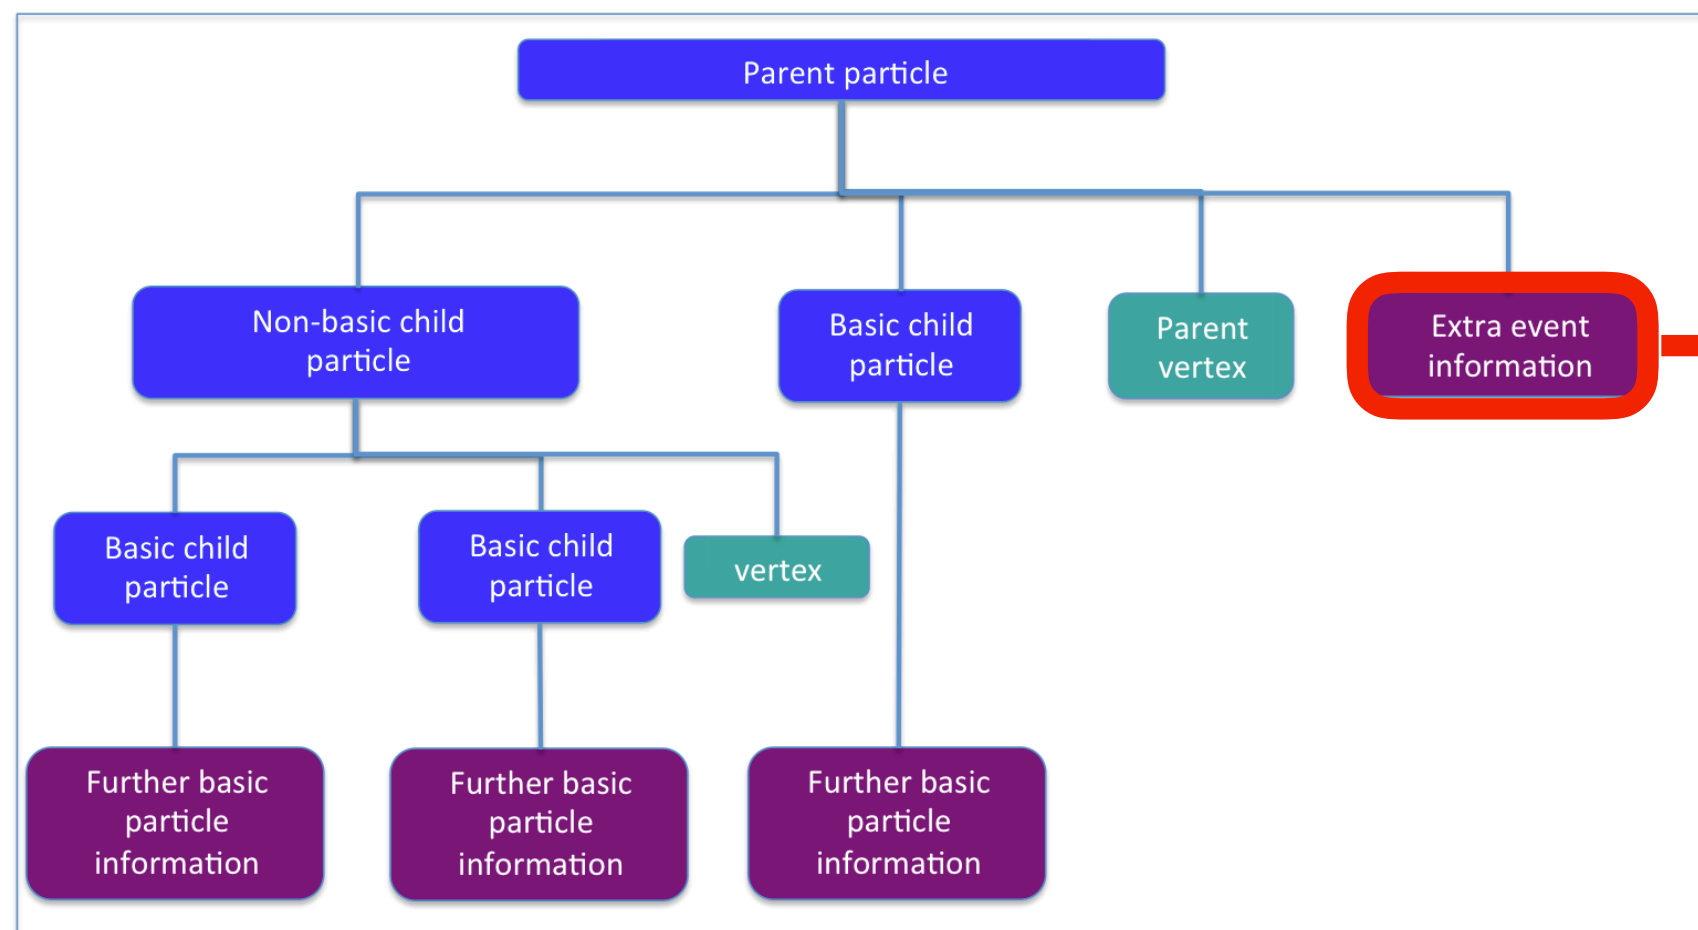 Parent particle
Non-basic child
particle
Basic child
particle
Parent
vertex
Extra event
information
Basic child
particle
Basic child
particle
vertex
Further basic
particle
information
Further basic
particle
information
Further basic
particle
information